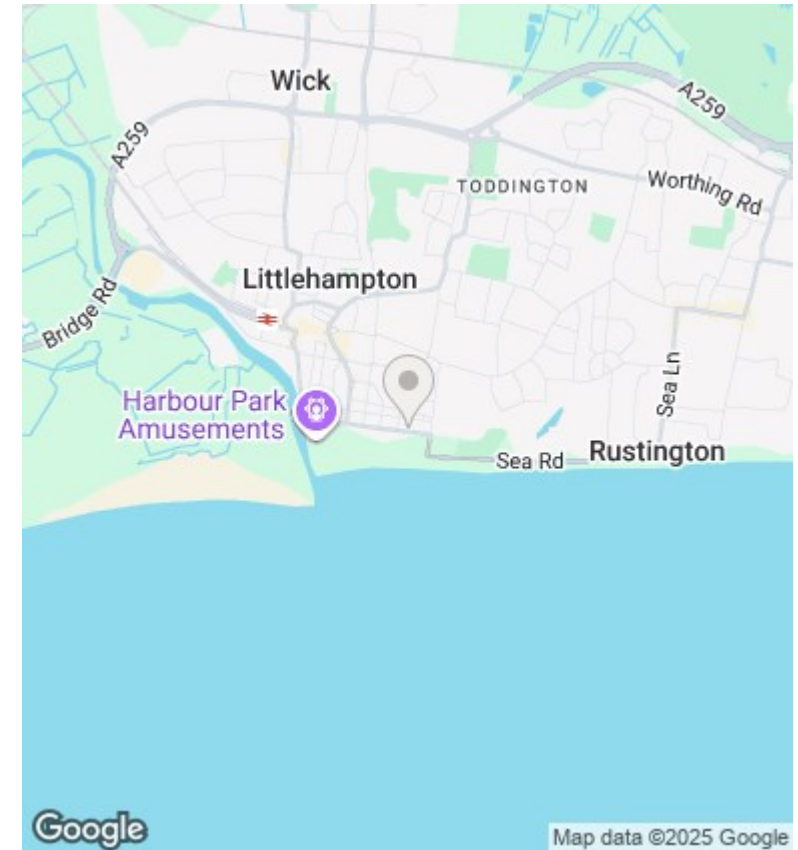 Wick
A259
A259
TODDINGTON
Worthing Rd
Littlehampton
Bridge Rd
Sea Ln
Harbour Park
Amusements
Sea Rd
Rustington
Google
Map data ©2025 Google